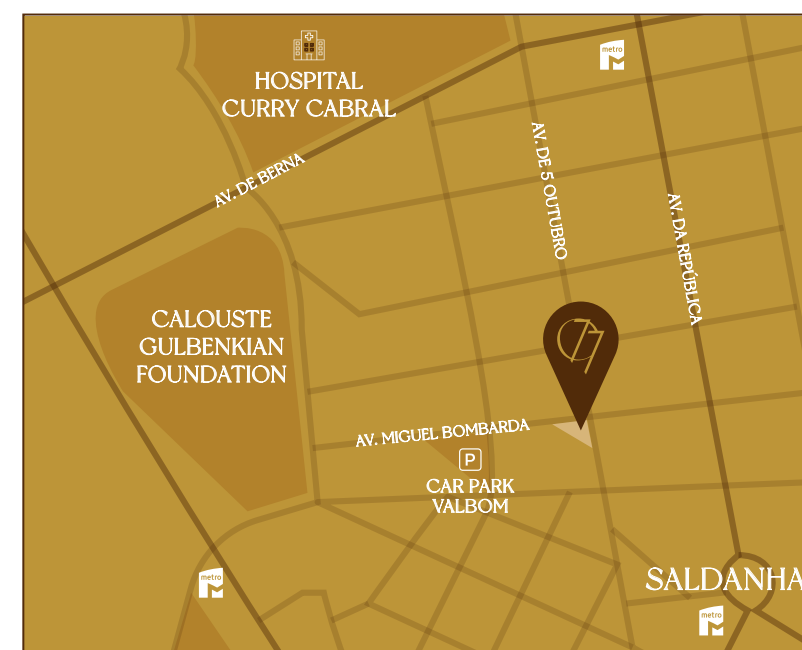 metro
HOSPITAL
CURRY CABRAL
AV. DE BERNA
AV. DE 5 OUTUBRO
AV. DA REPÚBLICA
CALOUSTE
GULBENKIAN
FOUNDATION
AV. MIGUEL BOMBARDA
P
CAR PARK
VALBOM
metro
SALDANHA
metro